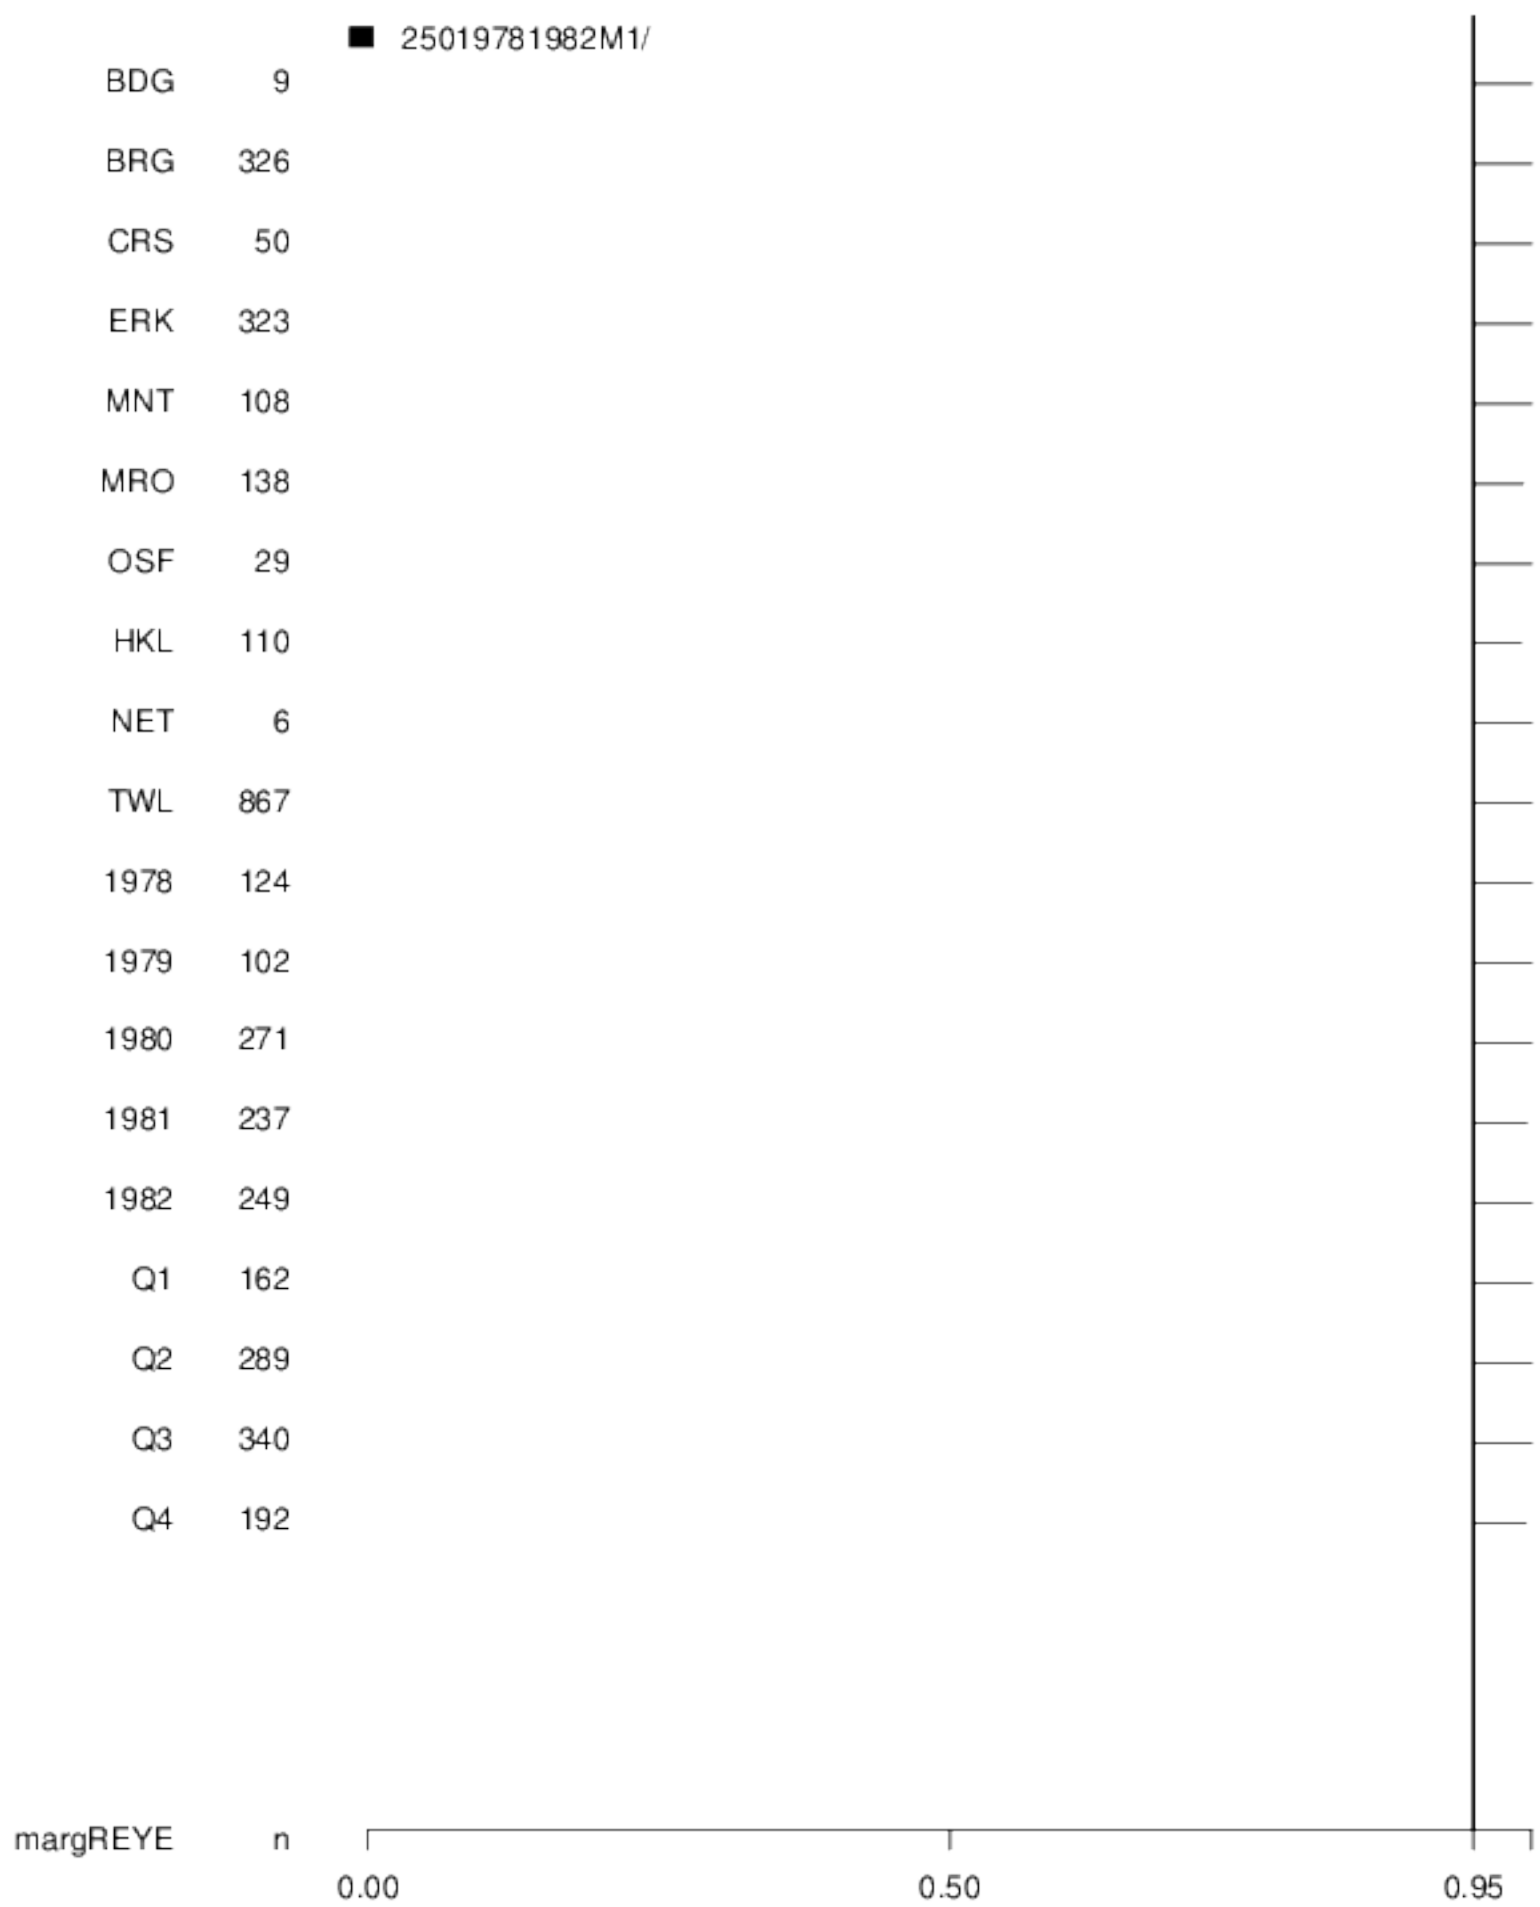 ■ 25019781982M1/
BDG 9
BRG 326
CRS 50
ERK 323
MNT 108
MRO 138
OSF 29
HKL 110
NET 6
TWL 867
1978 124
1979 102
1980 271
1981 237
1982 249
Q1 162
Q2 289
Q3 340
Q4 192
margREYE n
0.00 0.50 0.95